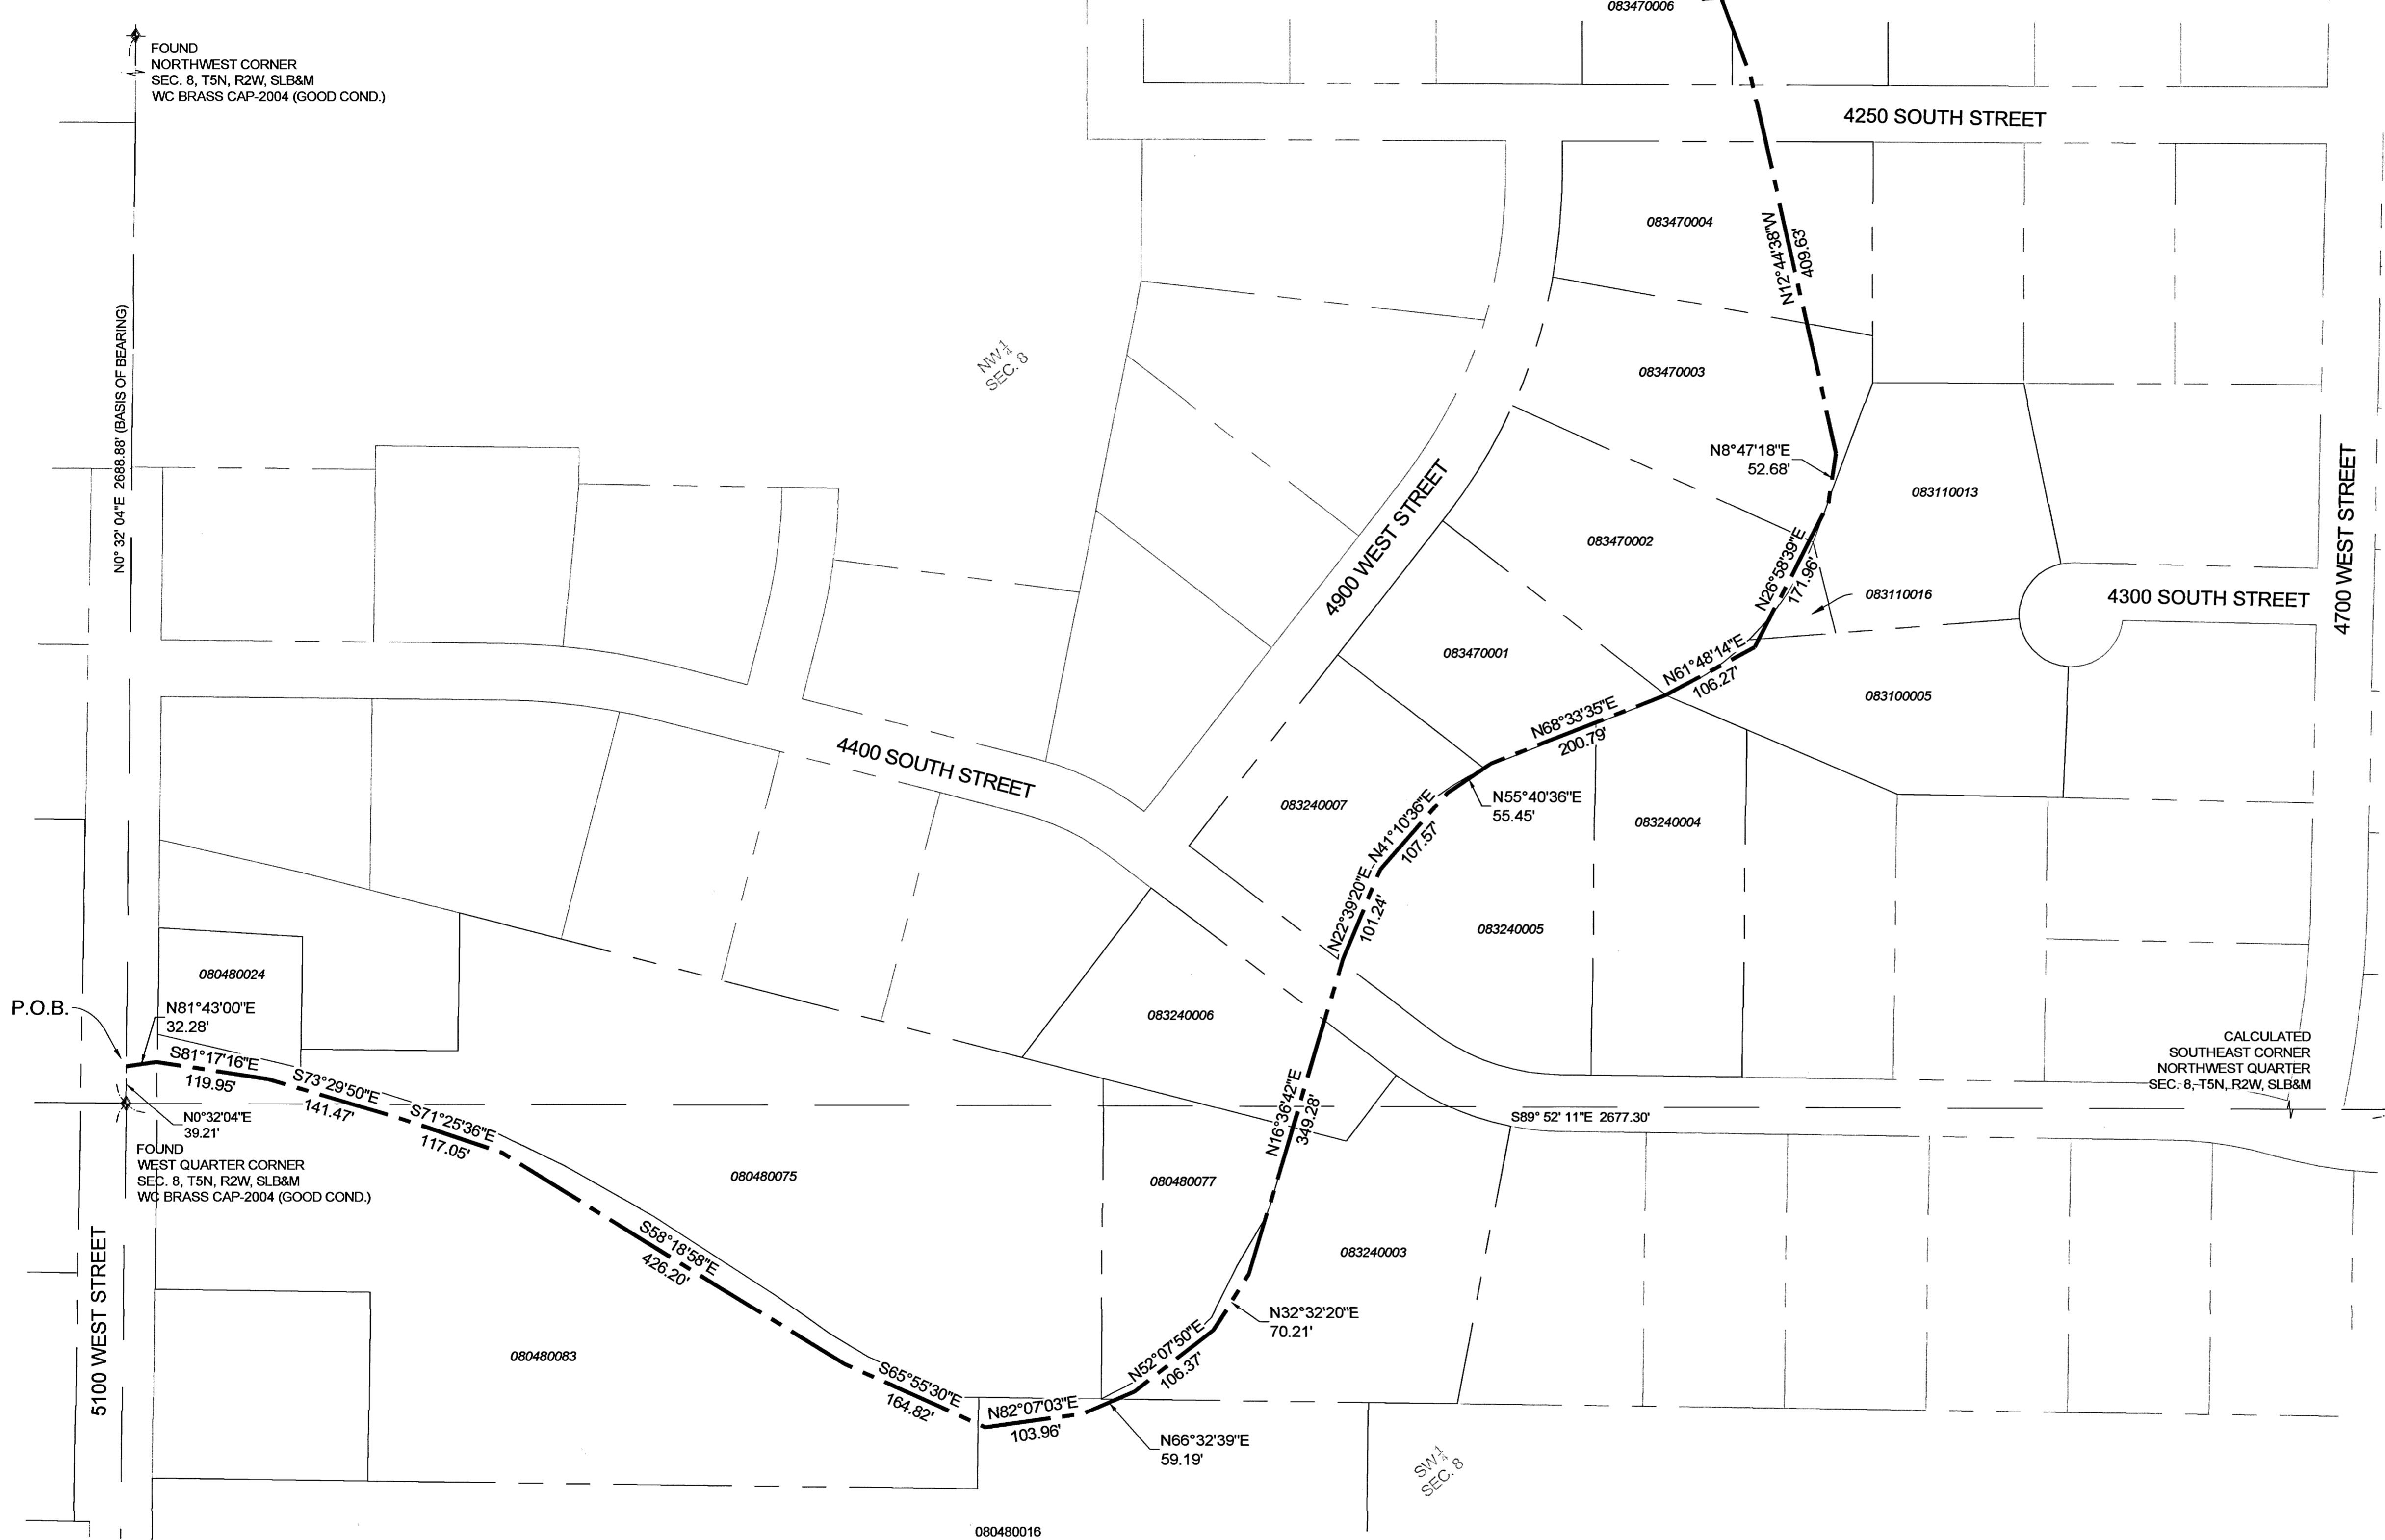 083470006
FOUND
NORTHWEST CORNER
SEC. 8, T5N, R2W, SLB&M
WC BRASS CAP-2004 (GOOD COND.)
4250 SOUTH STREET
083470004
N12°44'38"W
409.63'
N0° 32' 04"E 2688.88' (BASIS OF BEARING)
NW 1/4
SEC. 8
083470003
N8°47'18"E
52.68'
083110013
4900 WEST STREET
083470002
N26°58'39"E
171.96'
083110016
4300 SOUTH STREET
4700 WEST STREET
083470001
N61°48'14"E
106.27'
083100005
N68°33'35"E
200.79'
4400 SOUTH STREET
083240007
N55°40'36"E
55.45'
N41°10'36"E
107.57'
083240004
N22°39'20"E
101.24'
083240005
080480024
P.O.B.
N81°43'00"E
32.28'
083240006
S81°17'16"E
119.95'
S73°29'50"E
141.47'
S71°25'36"E
117.05'
N0°32'04"E
39.21'
CALCULATED
SOUTHEAST CORNER
NORTHWEST QUARTER
SEC. 8, T5N, R2W, SLB&M
S89° 52' 11"E 2677.30'
N16°36'42"E
349.28'
FOUND
WEST QUARTER CORNER
SEC. 8, T5N, R2W, SLB&M
WC BRASS CAP-2004 (GOOD COND.)
080480075
080480077
083240003
S58°18'58"E
426.20'
5100 WEST STREET
N32°32'20"E
70.21'
080480083
N52°07'50"E
106.37'
S65°55'30"E
164.82'
N82°07'03"E
103.96'
N66°32'39"E
59.19'
SW 1/4
SEC. 8
080480016